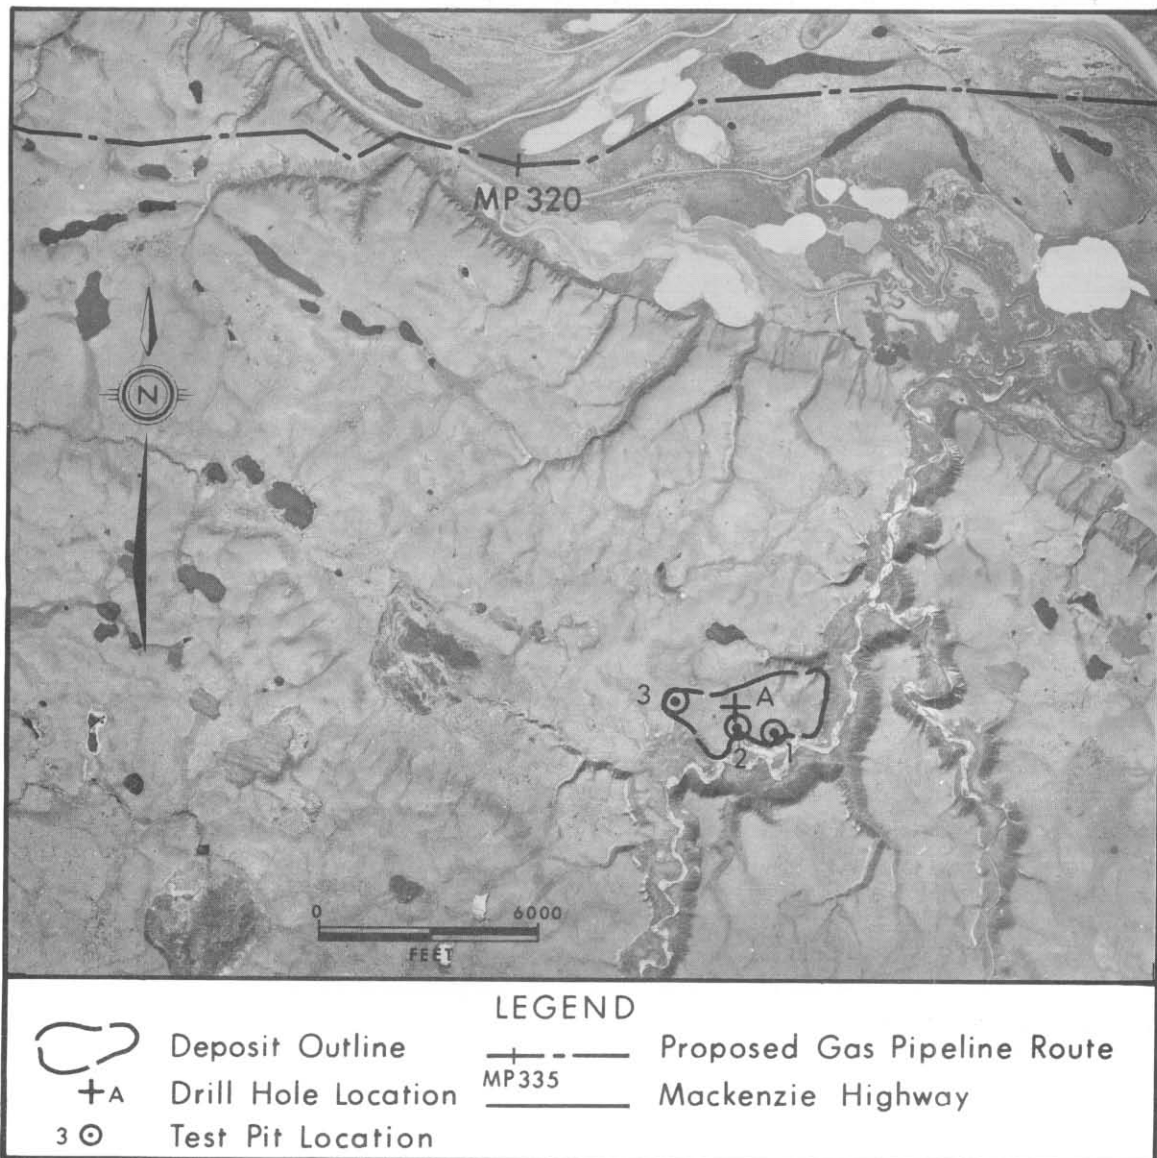 MP 320
N
3
A
2
1
0 6000
FEET
LEGEND
Deposit Outline
Proposed Gas Pipeline Route
MP335
+A Drill Hole Location
Mackenzie Highway
3 Test Pit Location